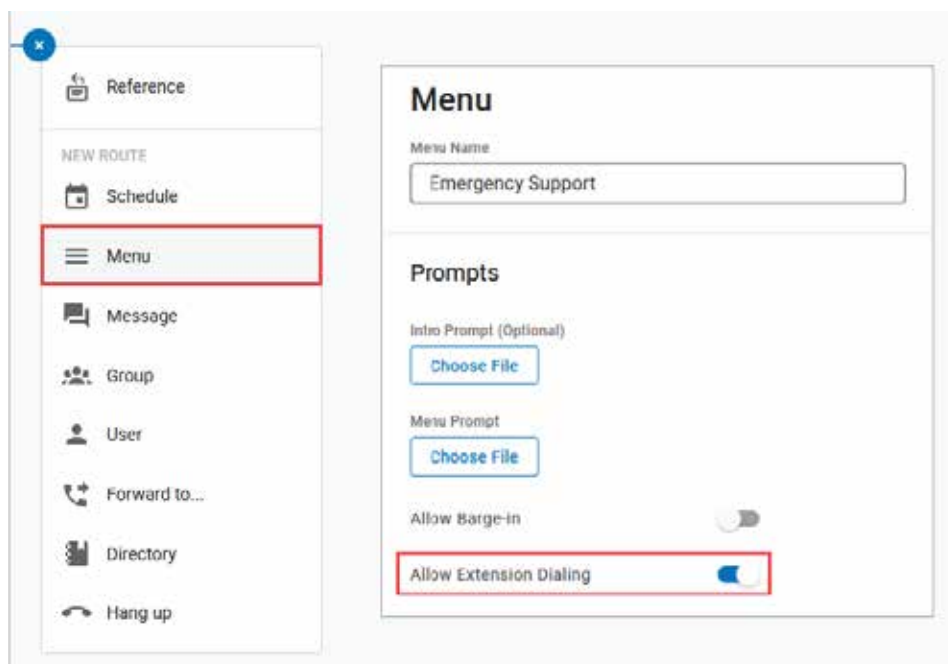 Reference
NEW ROUTE
Schedule
Menu
Message
Group
User
Forward to...
Directory
Hang up
Menu
Menu Name
Emergency Support
Prompts
Intro Prompt (Optional)
Choose File
Menu Prompt
Choose File
Allow Barge-in
Allow Extension Dialing